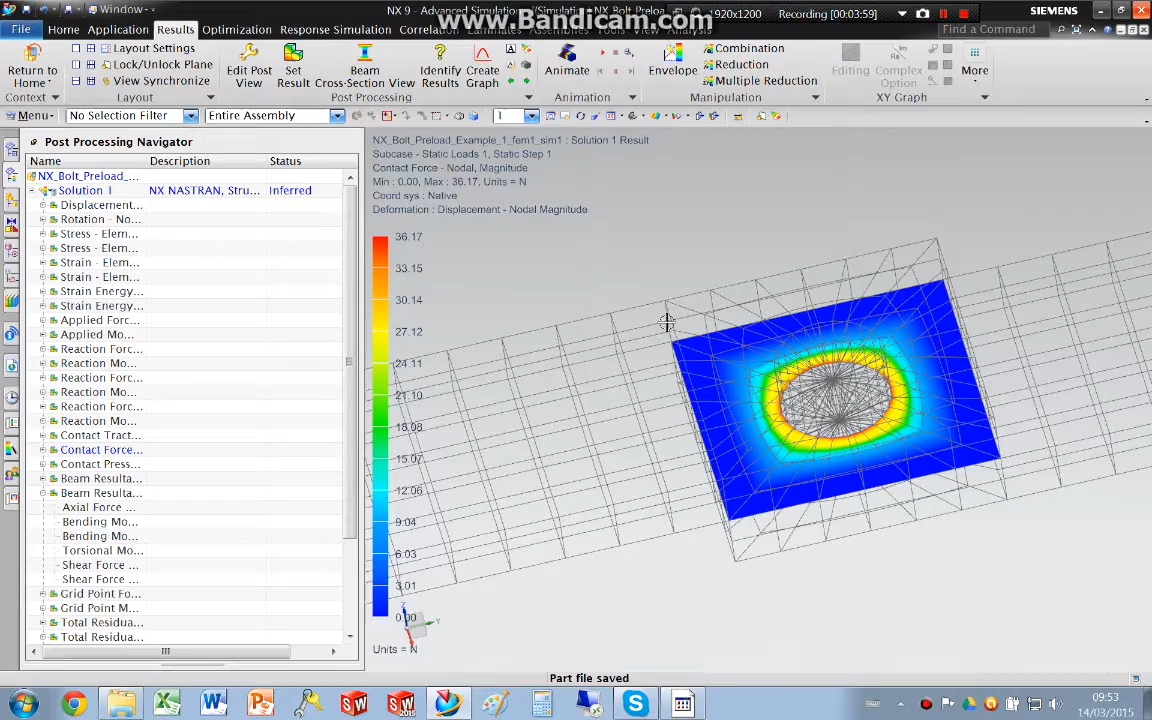 Window
NX 9 - Advanced Simulation
www.Bandicam.com
1920x1200
Recording [00:03:59]
SIEMENS
File
Home
Application
Results
Optimization
Response Simulation
Find a Command
Layout Settings
Lock/Unlock Plane
View Synchronize
Return to
Home
Edit Post
View
Set
Result
Beam
Cross-Section View
Identify
Results
Create
Graph
Animate
Envelope
Combination
Reduction
Multiple Reduction
Editing
Complex
Option
More
Context
Layout
Post Processing
Animation
Manipulation
XY Graph
Menu
No Selection Filter
Entire Assembly
1
Post Processing Navigator
Name
Description
Status
NX_Bolt_Preload_...
Solution 1
NX NASTRAN, Stru...
Inferred
Displacement...
Rotation - No...
Stress - Elem...
Stress - Elem...
Strain - Elem...
Strain - Elem...
Strain Energy...
Strain Energy...
Applied Forc...
Applied Mo...
Reaction Forc...
Reaction Mo...
Reaction Forc...
Reaction Mo...
Reaction Forc...
Reaction Mo...
Contact Tract...
Contact Force...
Contact Press...
Beam Resulta...
Beam Resulta...
Axial Force ...
Bending Mo...
Bending Mo...
Torsional Mo...
Shear Force ...
Shear Force ...
Grid Point Fo...
Grid Point M...
Total Residua...
Total Residua...
NX_Bolt_Preload_Example_1_fem1_sim1 : Solution 1 Result
Subcase - Static Loads 1, Static Step 1
Contact Force - Nodal, Magnitude
Min : 0.00, Max : 36.17, Units = N
Coord sys : Native
Deformation : Displacement - Nodal Magnitude
36.17
33.15
30.14
27.12
24.11
21.10
18.08
15.07
12.06
9.04
6.03
3.01
0.00
Z
Y
Units = N
Part file saved
09:53
14/03/2015